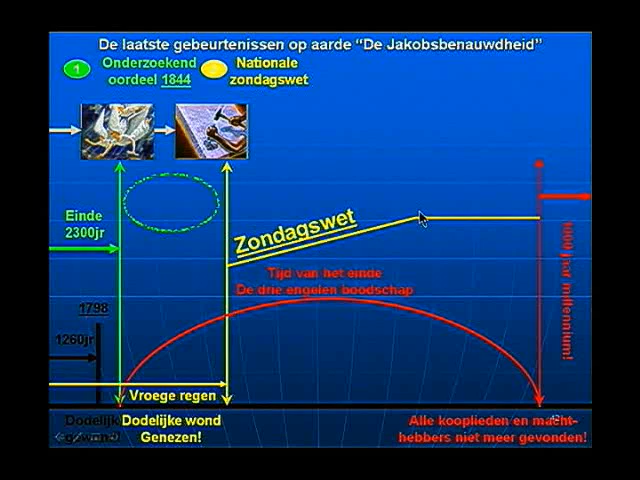 De laatste gebeurtenissen op aarde “De Jakobsbenauwdheid”
1
Onderzoekend
oordeel 1844
Nationale
zondagswet
Einde
2300jr
Zondagswet
Tijd van het einde
De drie engelen boodschap
1000 jaar millennium!
1798
1260jr
Vroege regen
Dodelijk
Dodelijke wond
Genezen!
Alle kooplieden en macht-
hebbers niet meer gevonden!